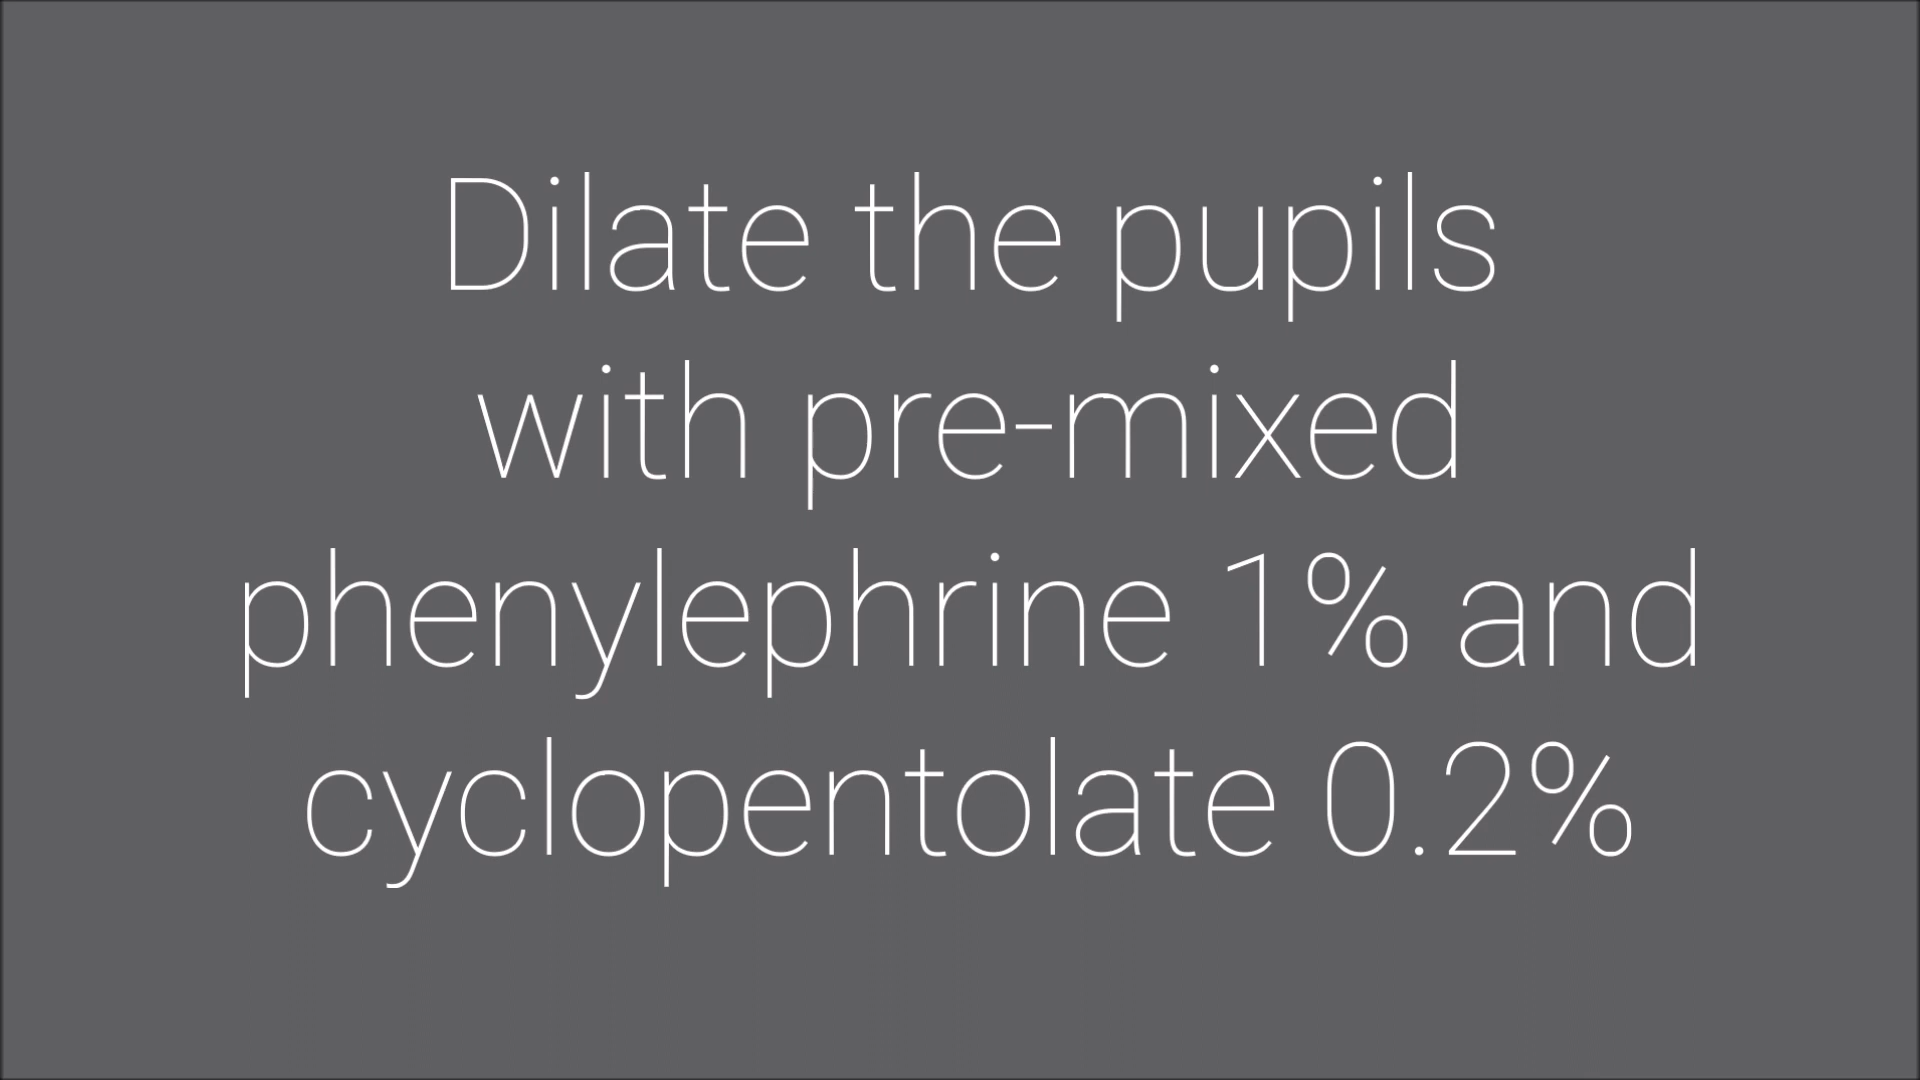 Dilate the pupils
with pre-mixed
phenylephrine 1% and
cyclopentolate 0.2%